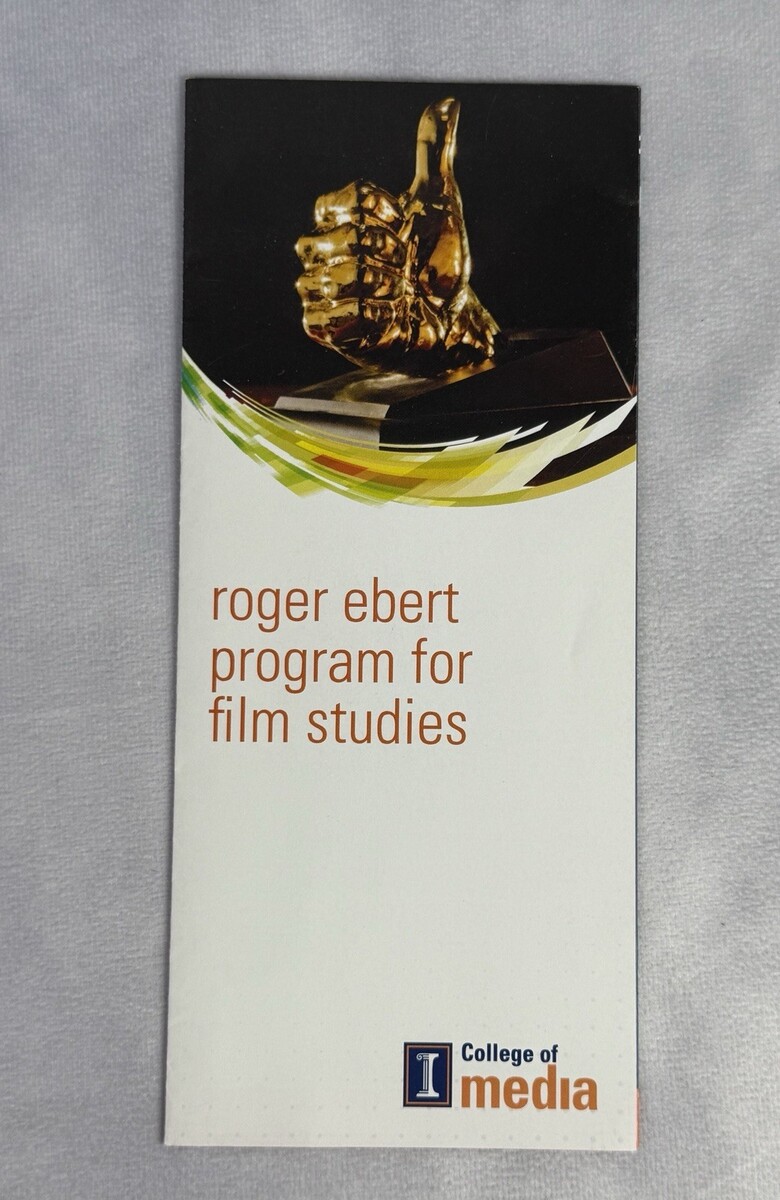 roger ebert
program for
film studies
I College of
media